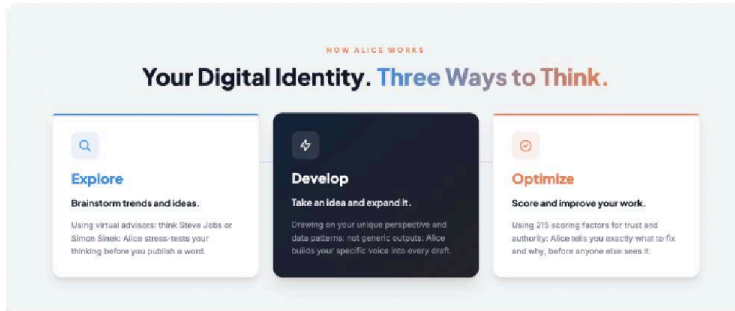 HOW ALICE WORKS
Your Digital Identity. Three Ways to Think.
Explore
Brainstorm trends and ideas.
Using virtual advisors: think Steve Jobs or
Simon Sinek: Alice stress-tests your
thinking before you publish a word.
Develop
Take an idea and expand it.
Drawing on your unique perspective and
data patterns: not generic outputs: Alice
builds your specific voice into every draft.
Optimize
Score and improve your work.
Using 215 scoring factors for trust and
authority: Alice tells you exactly what to fix
and why, before anyone else sees it.